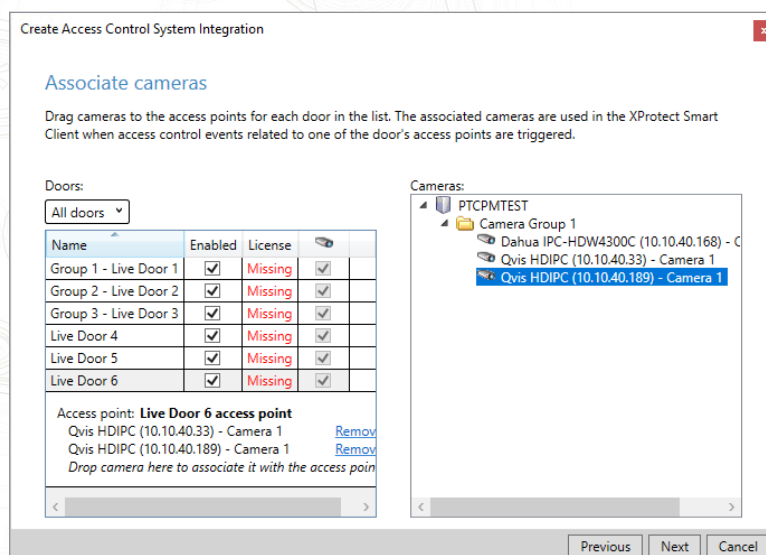 Create Access Control System Integration
x
Associate cameras
Drag cameras to the access points for each door in the list. The associated cameras are used in the XProtect Smart
Client when access control events related to one of the door's access points are triggered.
Doors:
All doors
Name Enabled License
Group 1 - Live Door 1 Missing
Group 2 - Live Door 2 Missing
Group 3 - Live Door 3 Missing
Live Door 4 Missing
Live Door 5 Missing
Live Door 6 Missing
Access point: Live Door 6 access point
Qvis HDIPC (10.10.40.33) - Camera 1 Remov
Qvis HDIPC (10.10.40.189) - Camera 1 Remov
Drop camera here to associate it with the access poin
Cameras:
PTCPMTEST
Camera Group 1
Dahua IPC-HDW4300C (10.10.40.168) - C
Qvis HDIPC (10.10.40.33) - Camera 1
Qvis HDIPC (10.10.40.189) - Camera 1
Previous Next Cancel